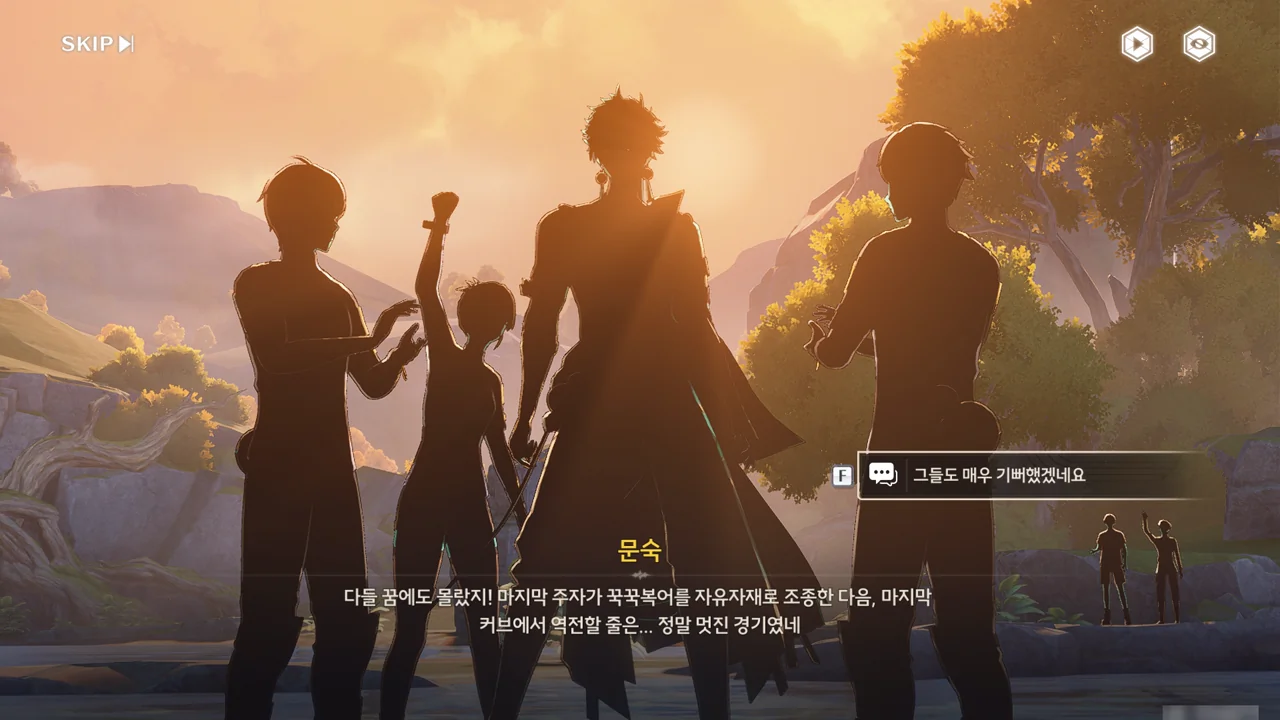 SKIP
F
그들도 매우 기뻐했겠네요
문숙
다들 꿈에도 몰랐지! 마지막 주자가 꾹꾹복어를 자유자재로 조종한 다음, 마지막
커브에서 역전할 줄은... 정말 멋진 경기였네